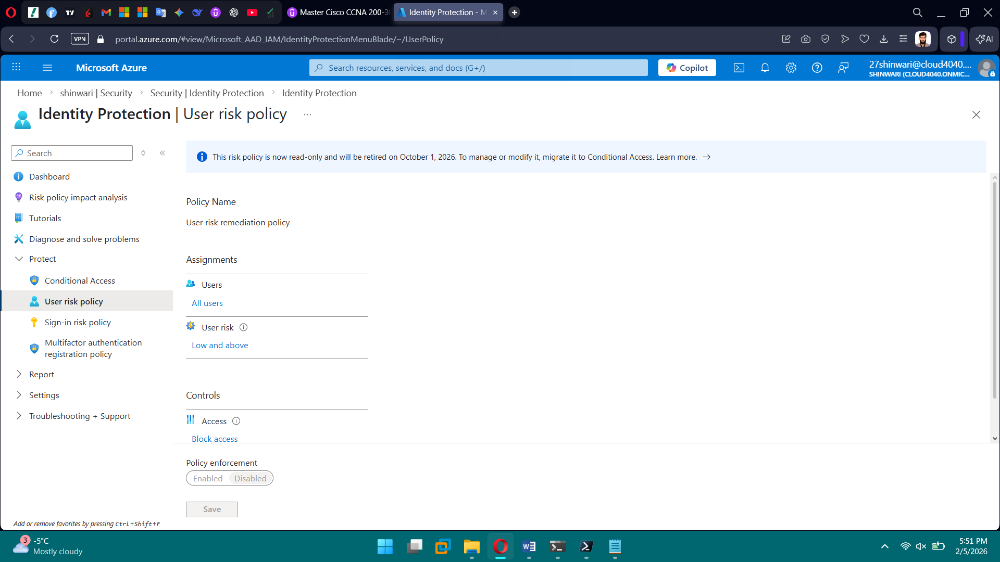 Master Cisco CCNA 200-30
Identity Protection - M
VPN
portal.azure.com/#view/Microsoft_AAD_IAM/IdentityProtectionMenuBlade/~/UserPolicy
AI
Microsoft Azure
Search resources, services, and docs (G+/)
Copilot
27shinwari@cloud4040....
SHINWARI (CLOUD4040.ONMIC...
Home > shinwari | Security > Security | Identity Protection > Identity Protection
Identity Protection | User risk policy ...
Search
Dashboard
Risk policy impact analysis
Tutorials
Diagnose and solve problems
Protect
Conditional Access
User risk policy
Sign-in risk policy
Multifactor authentication
registration policy
Report
Settings
Troubleshooting + Support
Add or remove favorites by pressing Ctrl+Shift+F
This risk policy is now read-only and will be retired on October 1, 2026. To manage or modify it, migrate it to Conditional Access. Learn more. →
Policy Name
User risk remediation policy
Assignments
Users
All users
User risk
Low and above
Controls
Access
Block access
Policy enforcement
Enabled Disabled
Save
3
-5°C
Mostly cloudy
5:51 PM
2/5/2026